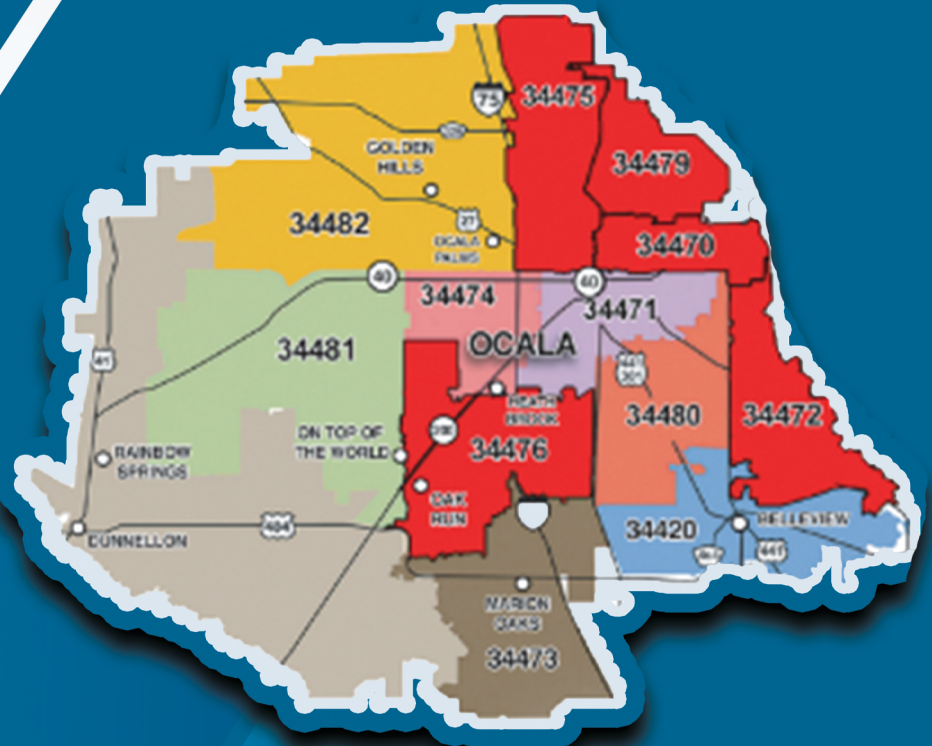 75
34475
GOLDEN
HILLS
34479
34482
27
OCALA
PALMS
34470
40
40
34474
34471
OCALA
34481
41
441
301
HEATH
BROOK
34480
34472
ON TOP OF
THE WORLD
34476
RAINBOW
SPRINGS
OAK
RUN
DUNNELLON
484
34420
BELLEVIEW
441
MARION
OAKS
34473